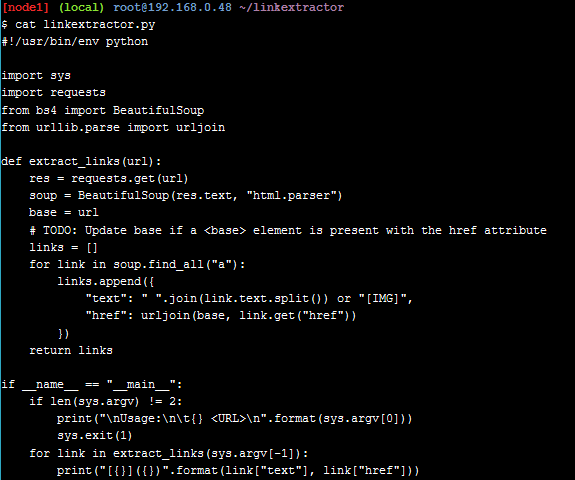 [node1] (local) root@192.168.0.48 ~/linkextractor
$ cat linkextractor.py
#!/usr/bin/env python

import sys
import requests
from bs4 import BeautifulSoup
from urllib.parse import urljoin

def extract_links(url):
    res = requests.get(url)
    soup = BeautifulSoup(res.text, "html.parser")
    base = url
    # TODO: Update base if a <base> element is present with the href attribute
    links = []
    for link in soup.find_all("a"):
        links.append({
            "text": " ".join(link.text.split()) or "[IMG]",
            "href": urljoin(base, link.get("href"))
        })
    return links

if __name__ == "__main__":
    if len(sys.argv) != 2:
        print("\nUsage:\n\t{} <URL>\n".format(sys.argv[0]))
        sys.exit(1)
    for link in extract_links(sys.argv[-1]):
        print("[{}]({})".format(link["text"], link["href"]))